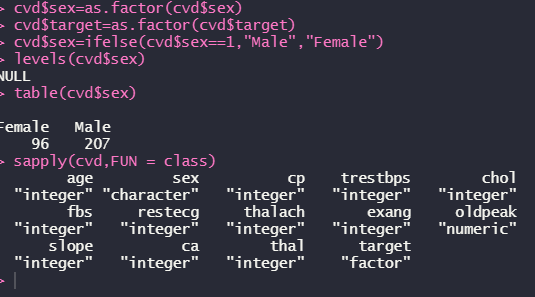 > cvd$sex=as.factor(cvd$sex)
> cvd$target=as.factor(cvd$target)
> cvd$sex=ifelse(cvd$sex==1,"Male","Female")
> levels(cvd$sex)
NULL
> table(cvd$sex)
Female Male
96 207
> sapply(cvd,FUN = class)
age sex cp trestbps chol
"integer" "character" "integer" "integer" "integer"
fbs restecg thalach exang oldpeak
"integer" "integer" "integer" "integer" "numeric"
slope ca thal target
"integer" "integer" "integer" "factor"
>